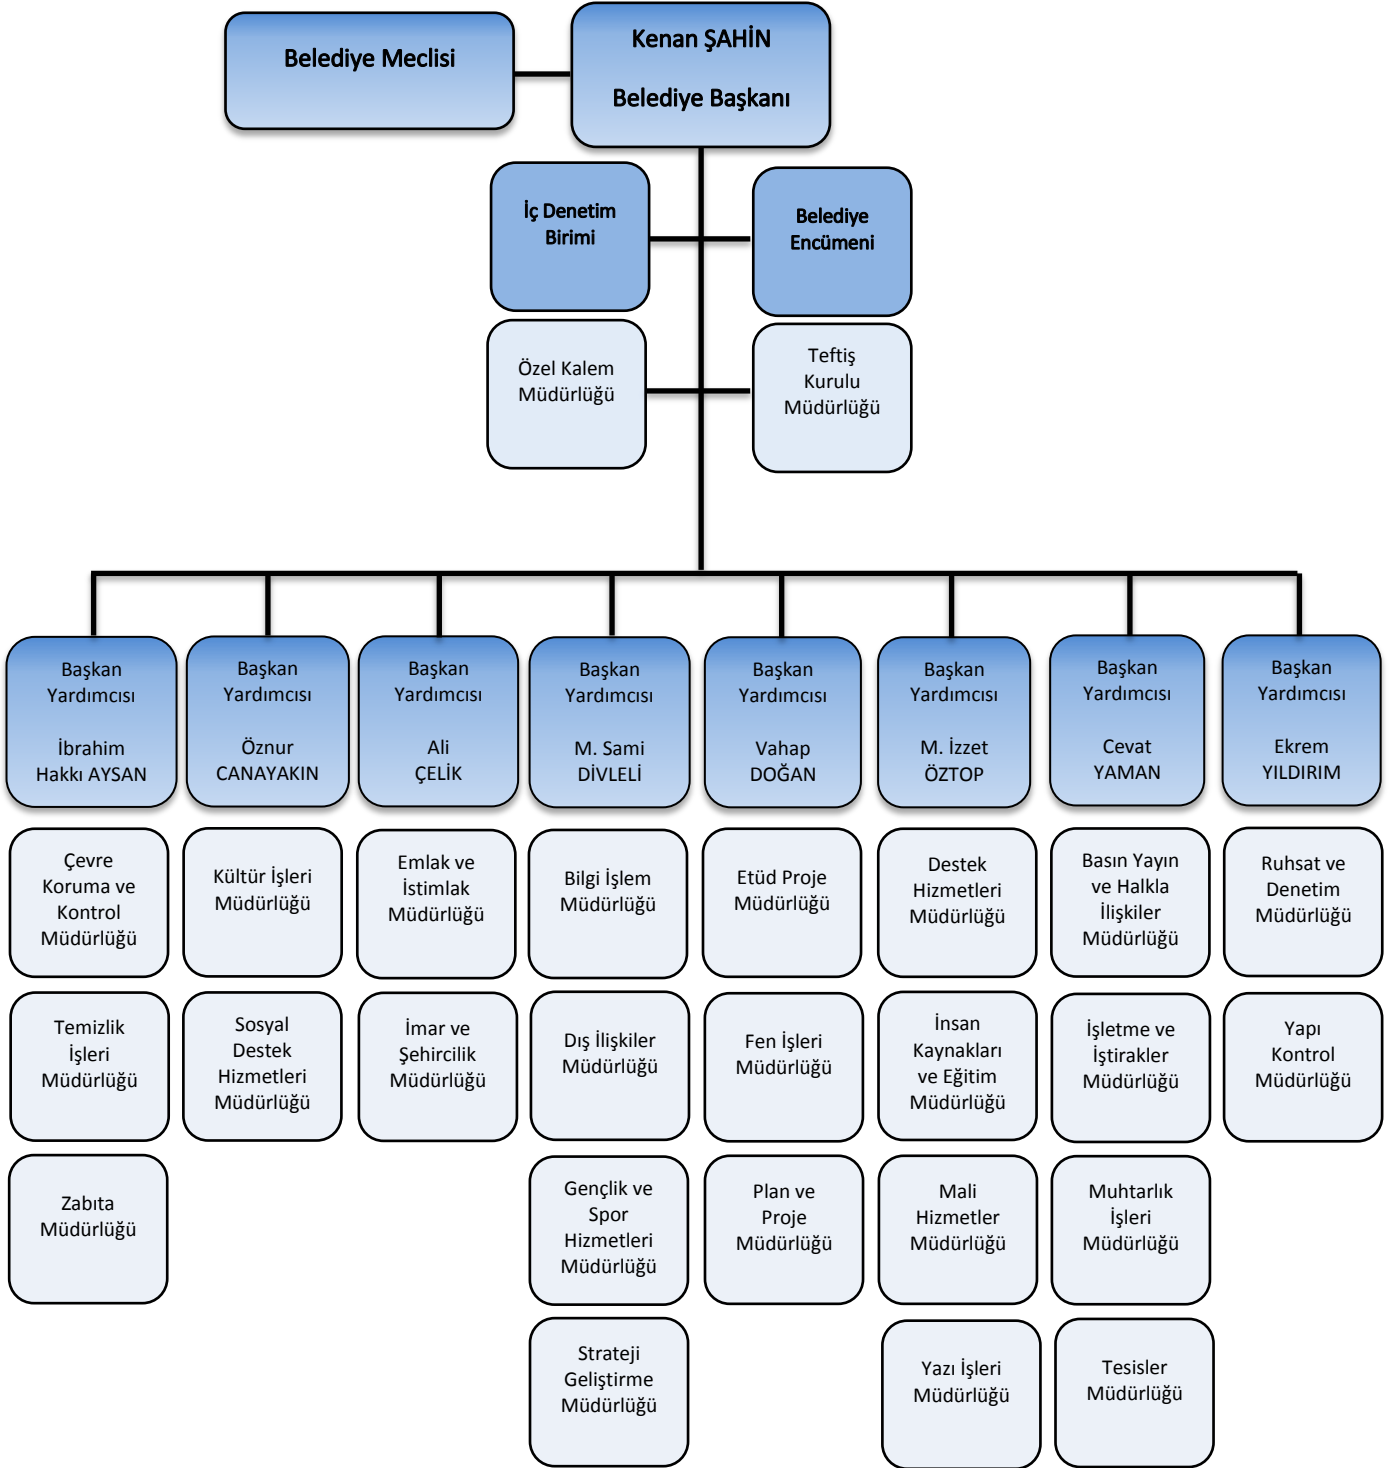 Belediye Meclisi
Kenan ŞAHİN
Belediye Başkanı
İç Denetim
Birimi
Belediye
Encümeni
Özel Kalem
Müdürlüğü
Teftiş
Kurulu
Müdürlüğü
Başkan
Yardımcısı
İbrahim
Hakkı AYSAN
Başkan
Yardımcısı
Öznur
CANAYAKIN
Başkan
Yardımcısı
Ali
ÇELİK
Başkan
Yardımcısı
M. Sami
DİVLELİ
Başkan
Yardımcısı
Vahap
DOĞAN
Başkan
Yardımcısı
M. İzzet
ÖZTOP
Başkan
Yardımcısı
Cevat
YAMAN
Başkan
Yardımcısı
Ekrem
YILDIRIM
Çevre
Koruma ve
Kontrol
Müdürlüğü
Kültür İşleri
Müdürlüğü
Emlak ve
İstimlak
Müdürlüğü
Bilgi İşlem
Müdürlüğü
Etüd Proje
Müdürlüğü
Destek
Hizmetleri
Müdürlüğü
Basın Yayın
ve Halkla
İlişkiler
Müdürlüğü
Ruhsat ve
Denetim
Müdürlüğü
Temizlik
İşleri
Müdürlüğü
Sosyal
Destek
Hizmetleri
Müdürlüğü
İmar ve
Şehircilik
Müdürlüğü
Dış İlişkiler
Müdürlüğü
Fen İşleri
Müdürlüğü
İnsan
Kaynakları
ve Eğitim
Müdürlüğü
İşletme ve
İştirakler
Müdürlüğü
Yapı
Kontrol
Müdürlüğü
Zabıta
Müdürlüğü
Gençlik ve
Spor
Hizmetleri
Müdürlüğü
Plan ve
Proje
Müdürlüğü
Mali
Hizmetler
Müdürlüğü
Muhtarlık
İşleri
Müdürlüğü
Strateji
Geliştirme
Müdürlüğü
Yazı İşleri
Müdürlüğü
Tesisler
Müdürlüğü